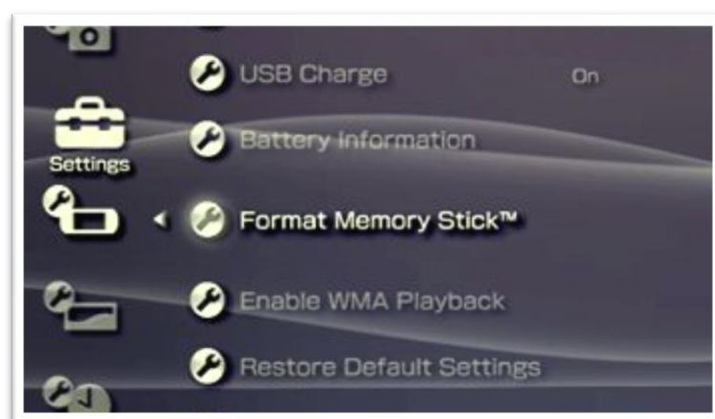 USB Charge On
Battery Information
Settings
Format Memory Stick™
Enable WMA Playback
Restore Default Settings